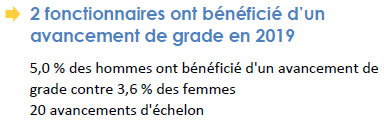 2 fonctionnaires ont bénéficié d’un
avancement de grade en 2019
5,0 % des hommes ont bénéficié d'un avancement de
grade contre 3,6 % des femmes
20 avancements d'échelon